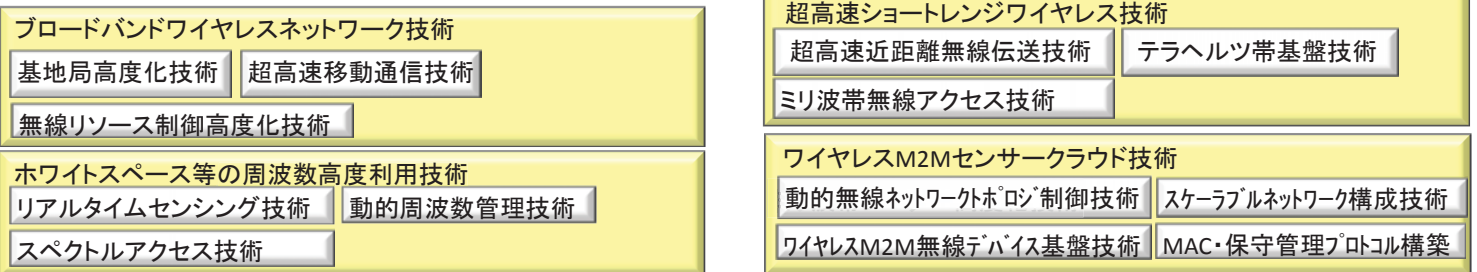 ブロードバンドワイヤレスネットワーク技術
基地局高度化技術 超高速移動通信技術
無線リソース制御高度化技術
ホワイトスペース等の周波数高度利用技術
リアルタイムセンシング技術 動的周波数管理技術
スペクトルアクセス技術
超高速ショートレンジワイヤレス技術
超高速近距離無線伝送技術 テラヘルツ帯基盤技術
ミリ波帯無線アクセス技術
ワイヤレスM2Mセンサークラウド技術
動的無線ネットワークトポロジ制御技術 スケーラブルネットワーク構成技術
ワイヤレスM2M無線デバイス基盤技術 MAC・保守管理プロトコル構築